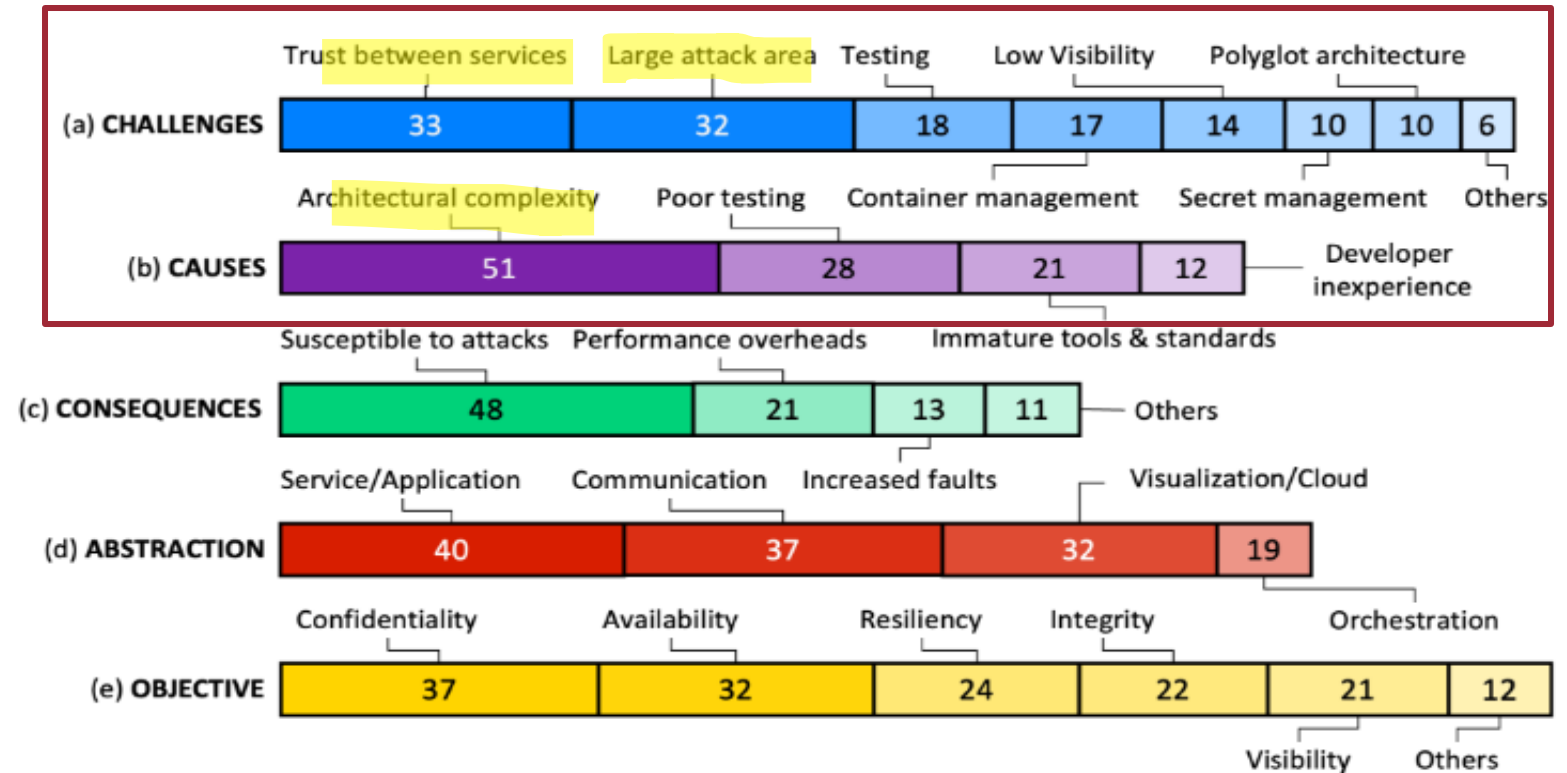 Trust between services Large attack area Testing Low Visibility Polyglot architecture
(a) CHALLENGES 33 32 18 17 14 10 10 6
Architectural complexity Poor testing Container management Secret management Others
(b) CAUSES 51 28 21 12 Developer
inexperience
Susceptible to attacks Performance overheads Immature tools & standards
(c) CONSEQUENCES 48 21 13 11 Others
Service/Application Communication Increased faults Visualization/Cloud
(d) ABSTRACTION 40 37 32 19
Confidentiality Availability Resiliency Integrity Orchestration
(e) OBJECTIVE 37 32 24 22 21 12
Visibility Others